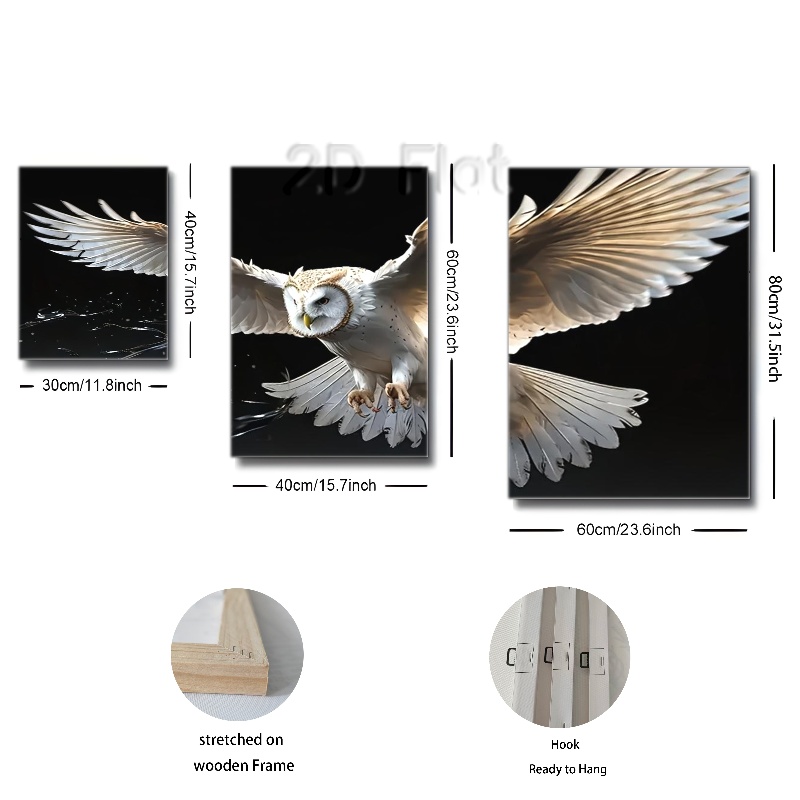 2D Flat
40cm/15.7inch
30cm/11.8inch
60cm/23.6inch
40cm/15.7inch
80cm/31.5inch
60cm/23.6inch
stretched on
wooden Frame
Hook
Ready to Hang